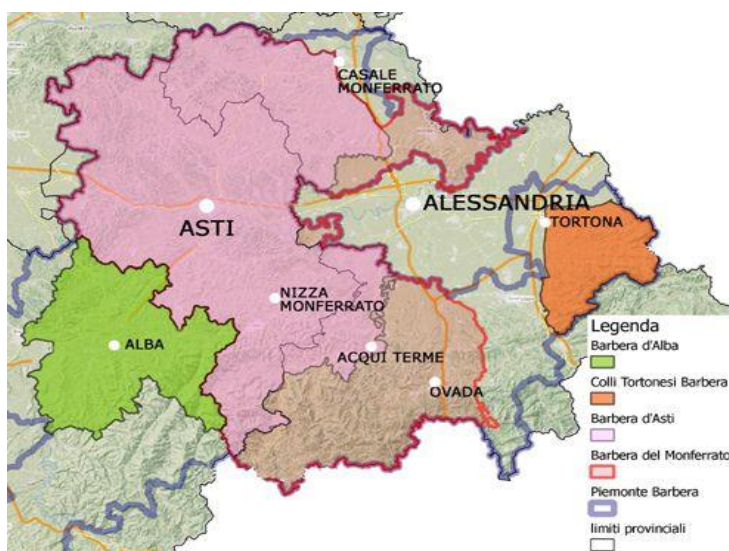 CASALE
MONFERRATO
ALESSANDRIA
TORTONA
ASTI
NIZZA
MONFERRATO
ALBA
ACQUI TERME
OVADA
Legenda
Barbera d'Alba
Colli Tortonesi Barbera
Barbera d'Asti
Barbera del Monferrato
Piemonte Barbera
limiti provinciali